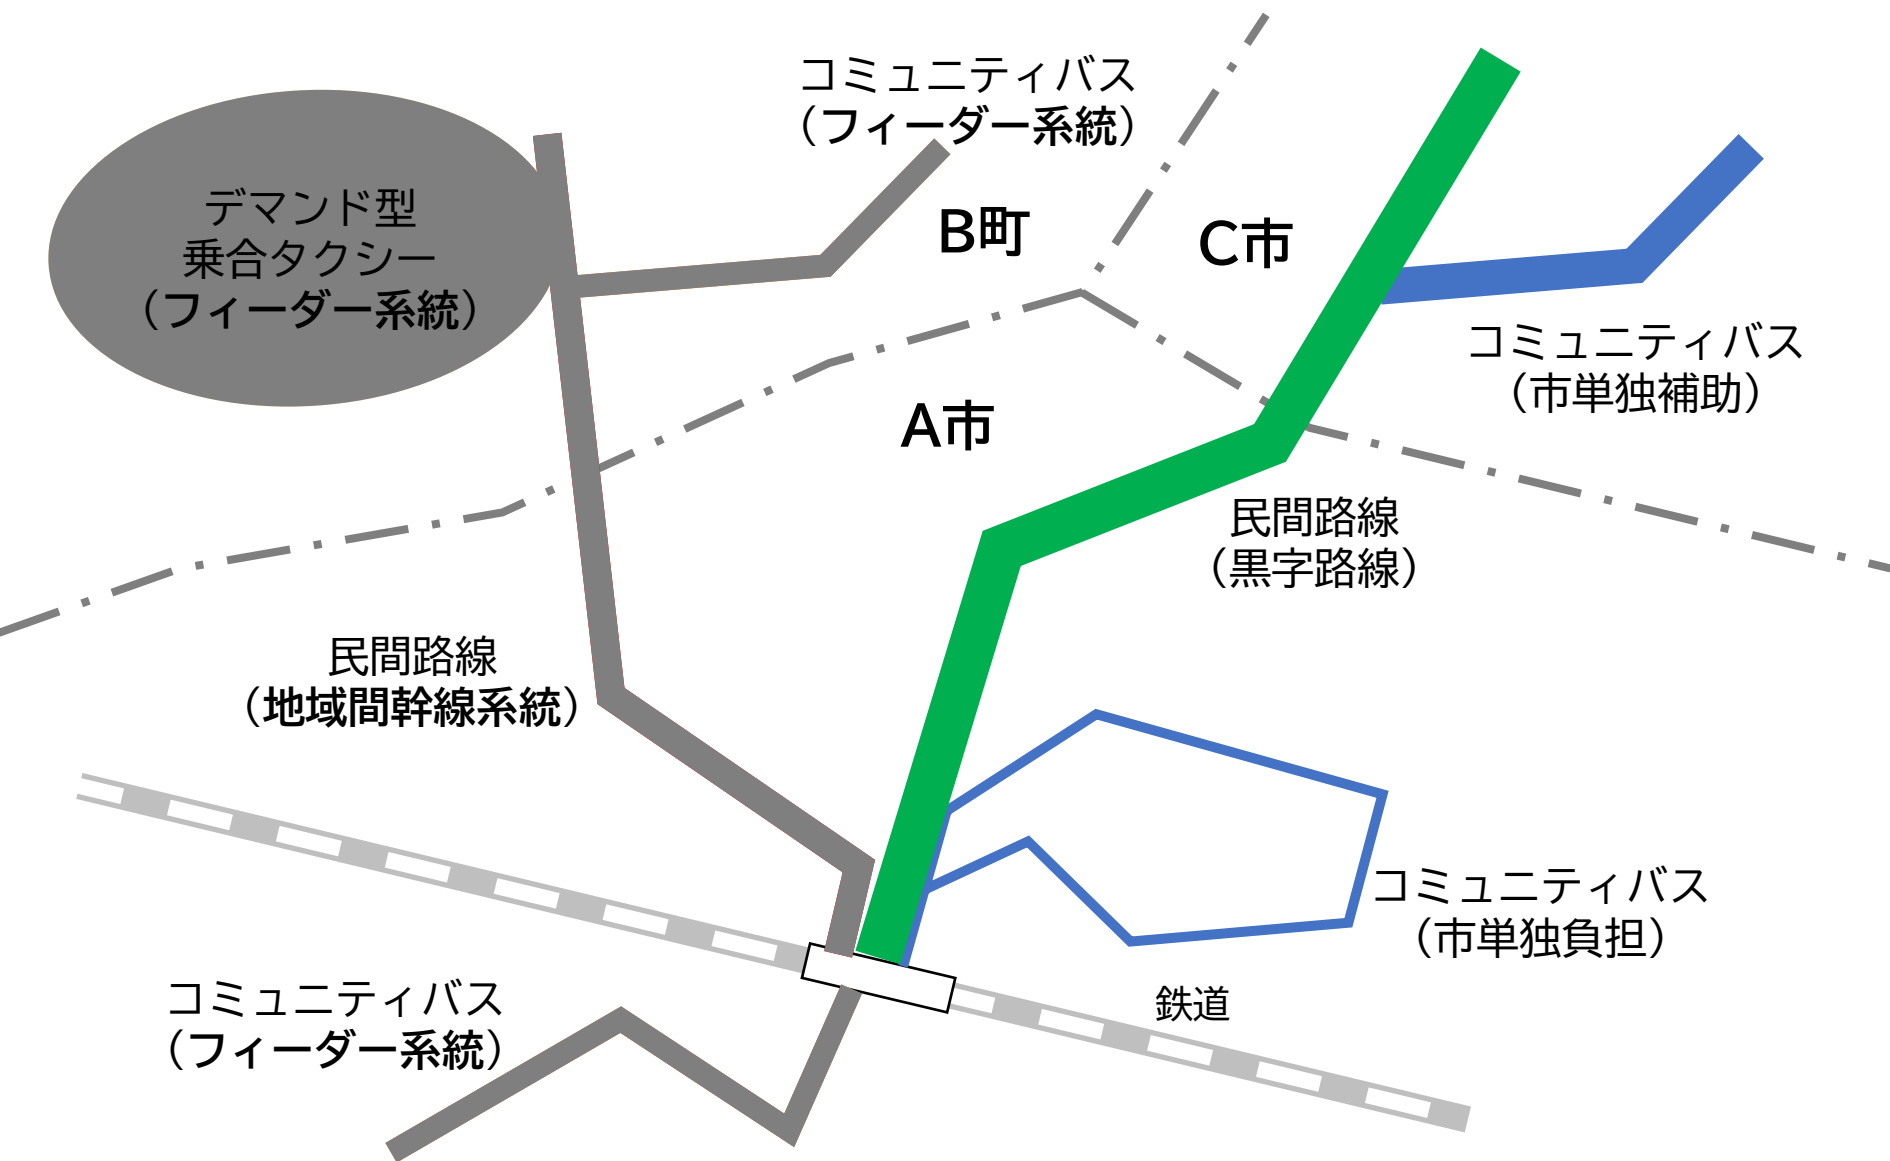 コミュニティバス
（フィーダー系統）
デマンド型
乗合タクシー
（フィーダー系統）
B町
C市
コミュニティバス
（市単独補助）
A市
民間路線
（黒字路線）
民間路線
（地域間幹線系統）
コミュニティバス
（市単独負担）
鉄道
コミュニティバス
（フィーダー系統）